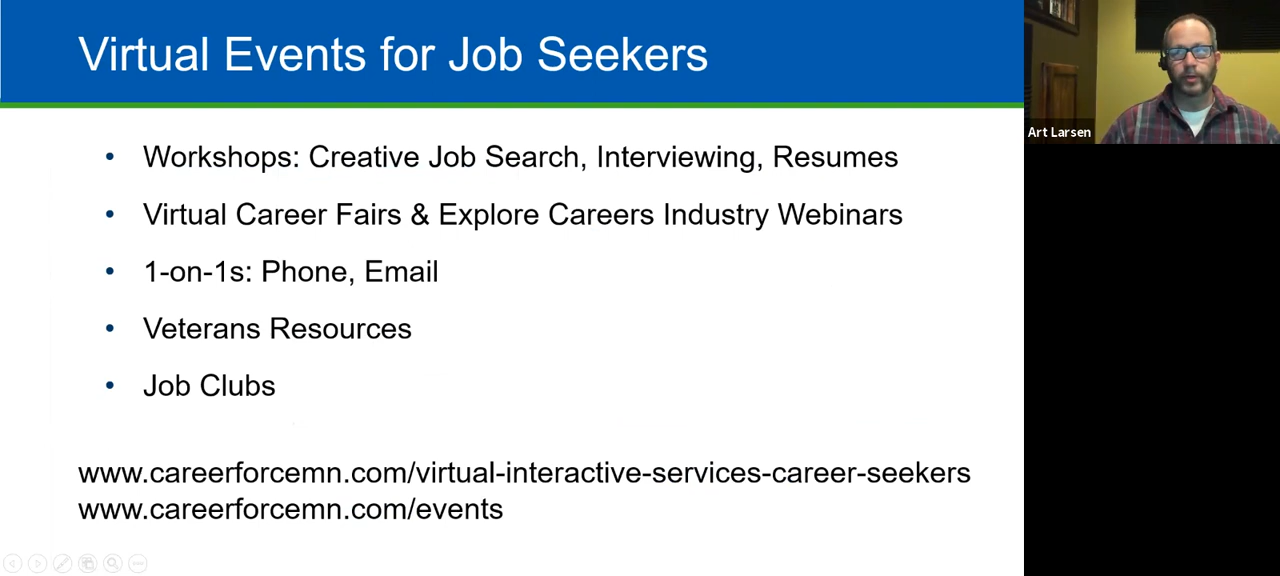 Virtual Events for Job Seekers
• Workshops: Creative Job Search, Interviewing, Resumes
• Virtual Career Fairs & Explore Careers Industry Webinars
• 1-on-1s: Phone, Email
• Veterans Resources
• Job Clubs
www.careerforcemn.com/virtual-interactive-services-career-seekers
www.careerforcemn.com/events
Art Larsen